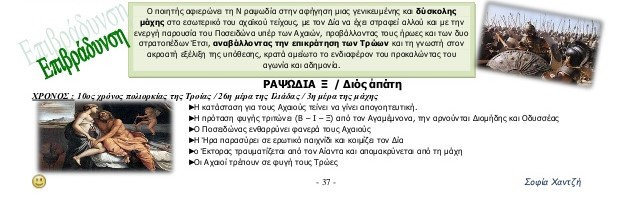 Επιβράδυνση
Ο ποιητής αφιερώνει τη Ν ραψωδία στην αφήγηση μιας γενικευμένης και δύσκολης
μάχης στο εσωτερικό του αχαϊκού τείχους, με τον Δία να έχει στραφεί αλλού και με την
ενεργή παρουσία του Ποσειδώνα υπέρ των Αχαιών, προβάλλοντας τους ήρωες και των δυο
στρατοπέδων Έτσι, αναβάλλοντας την επικράτηση των Τρώων και τη γνωστή στον
ακροατή εξέλιξη της υπόθεσης, κρατά αμείωτο το ενδιαφέρον του προκαλώντας του
αγωνία και αδημονία.
ΡΑΨΩΔΙΑ Ξ / Διός ἀπάτη
ΧΡΟΝΟΣ : 10ος χρόνος πολιορκίας της Τροίας / 26η μέρα της Ιλιάδας / 3η μέρα της μάχης
►Η κατάσταση για τους Αχαιούς τείνει να γίνει απογοητευτική.
►Η πρόταση φυγής τριτώνει (Β – Ι – Ξ) από τον Αγαμέμνονα, την αρνούνται Διομήδης και Οδυσσέας
►Ο Ποσειδώνας ενθαρρύνει φανερά τους Αχαιούς
►Η Ήρα παρασύρει σε ερωτικό παιχνίδι και κοιμίζει τον Δία
►ο Έκτορας τραυματίζεται από τον Αίαντα και απομακρύνεται από τη μάχη
►Οι Αχαιοί τρέπουν σε φυγή τους Τρώες
- 37 -
Σοφία Χαντζή